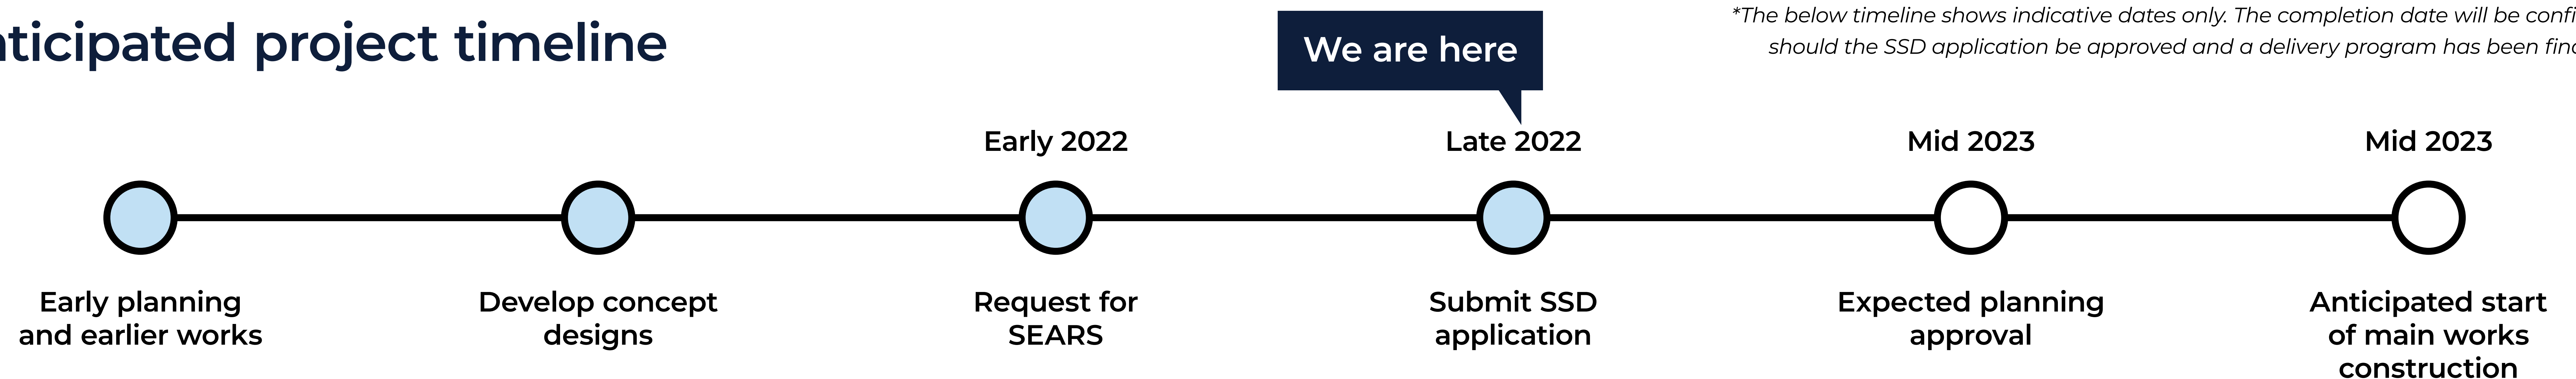 nticipated project timeline
We are here
*The below timeline shows indicative dates only. The completion date will be confi
should the SSD application be approved and a delivery program has been fin
Early 2022
Late 2022
Mid 2023
Mid 2023
Early planning
and earlier works
Develop concept
designs
Request for
SEARS
Submit SSD
application
Expected planning
approval
Anticipated start
of main works
construction